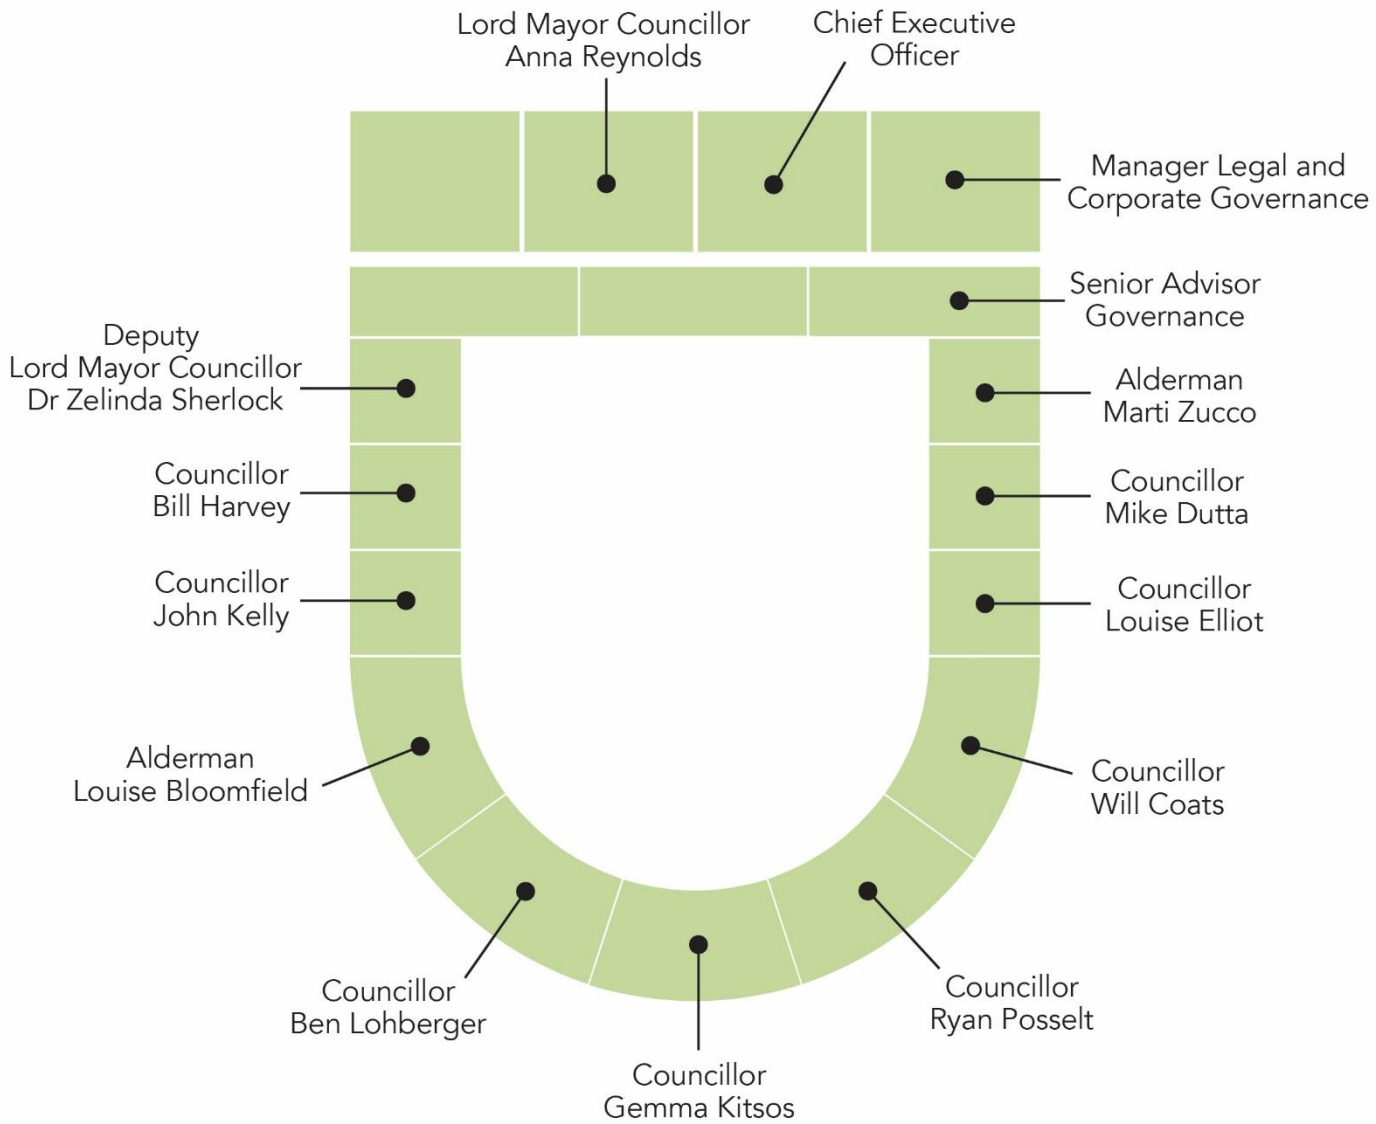 Lord Mayor Councillor
Anna Reynolds
Chief Executive
Officer
Manager Legal and
Corporate Governance
Senior Advisor
Governance
Deputy
Lord Mayor Councillor
Dr Zelinda Sherlock
Alderman
Marti Zucco
Councillor
Bill Harvey
Councillor
Mike Dutta
Councillor
John Kelly
Councillor
Louise Elliot
Alderman
Louise Bloomfield
Councillor
Will Coats
Councillor
Ben Lohberger
Councillor
Ryan Posselt
Councillor
Gemma Kitsos